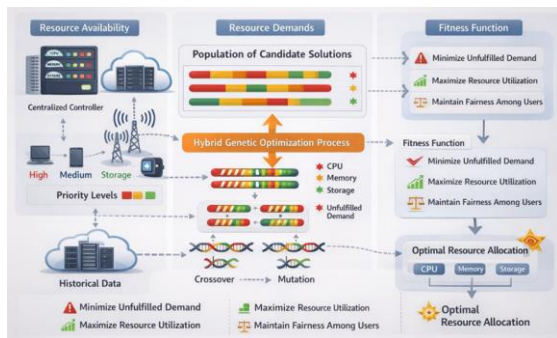 Resource Availability
Resource Demands
Fitness Function
Population of Candidate Solutions
Minimize Unfulfilled Demand
Maximize Resource Utilization
Maintain Fairness Among Users
Centralized Controller
Hybrid Genetic Optimization Process
Fitness Function
High
Medium
Storage
CPU
Memory
Storage
Minimize Unfulfilled Demand
Maximize Resource Utilization
Maintain Fairness Among Users
Priority Levels
Unfulfilled
Demand
Optimal Resource Allocation
CPU
Memory
Storage
Historical Data
Crossover
Mutation
Minimize Unfulfilled Demand
Maximize Resource Utilization
Maximize Resource Utilization
Maintain Fairness Among Users
Optimal
Resource Allocation